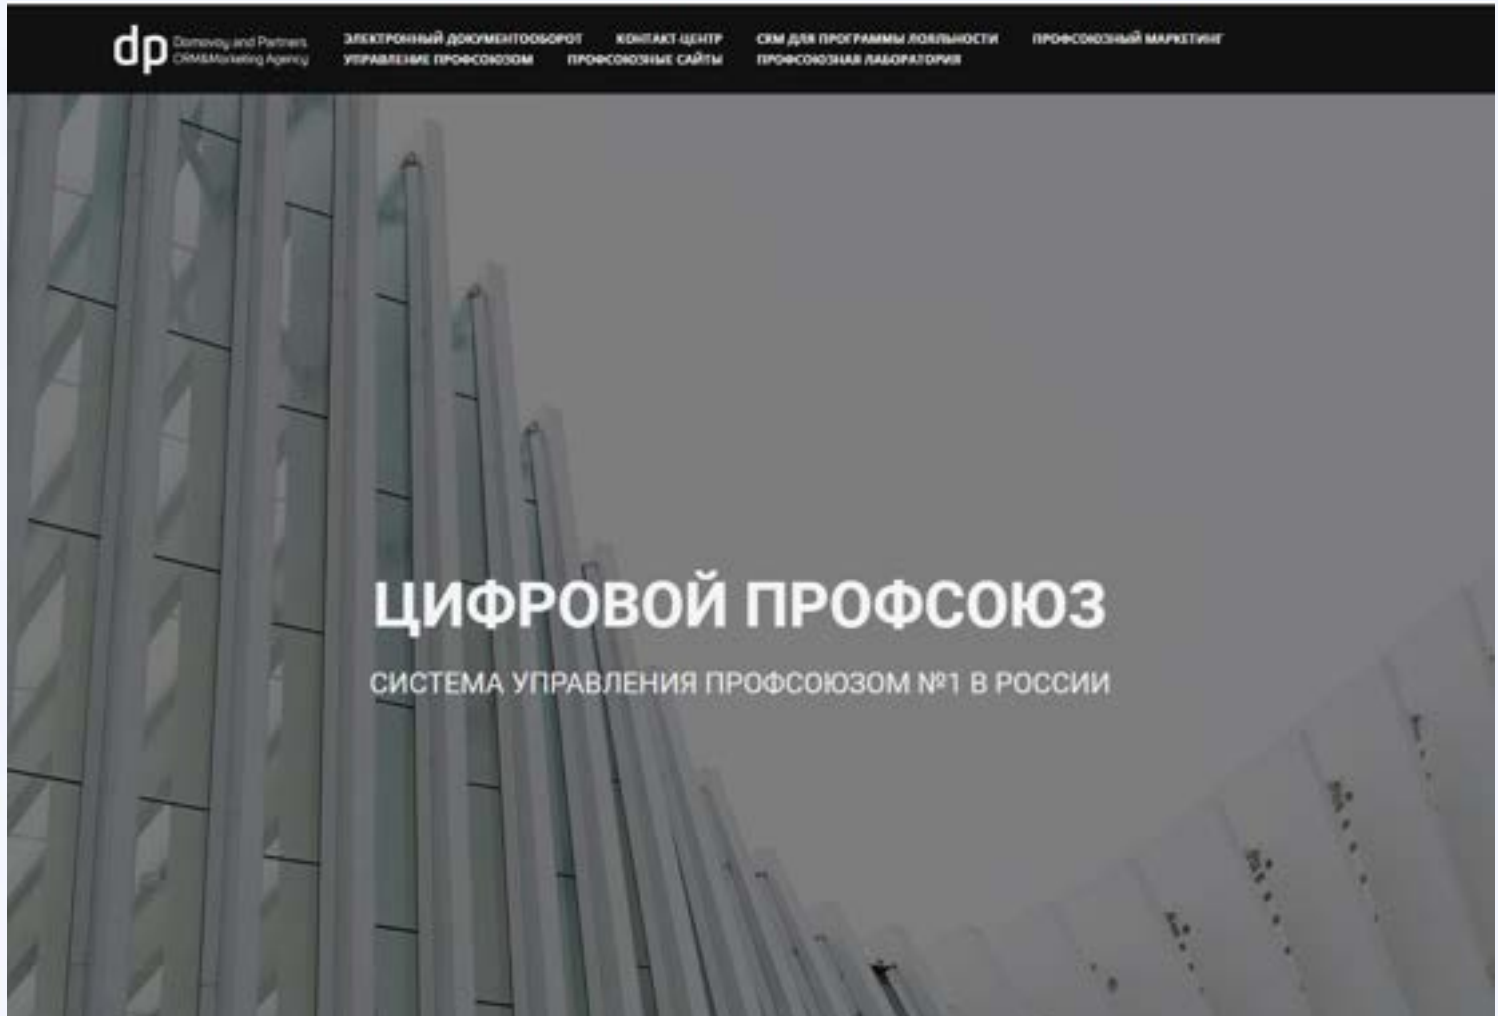 dp
Domovoy and Partners
CRM&Marketing Agency
ЭЛЕКТРОННЫЙ ДОКУМЕНТООБОРОТ КОНТАКТ-ЦЕНТР CRM ДЛЯ ПРОГРАММЫ ЛОЯЛЬНОСТИ ПРОФСОЮЗНЫЙ МАРКЕТИНГ
УПРАВЛЕНИЕ ПРОФСОЮЗОМ ПРОФСОЮЗНЫЕ САЙТЫ ПРОФСОЮЗНАЯ ЛАБОРАТОРИЯ
ЦИФРОВОЙ ПРОФСОЮЗ
СИСТЕМА УПРАВЛЕНИЯ ПРОФСОЮЗОМ №1 В РОССИИ